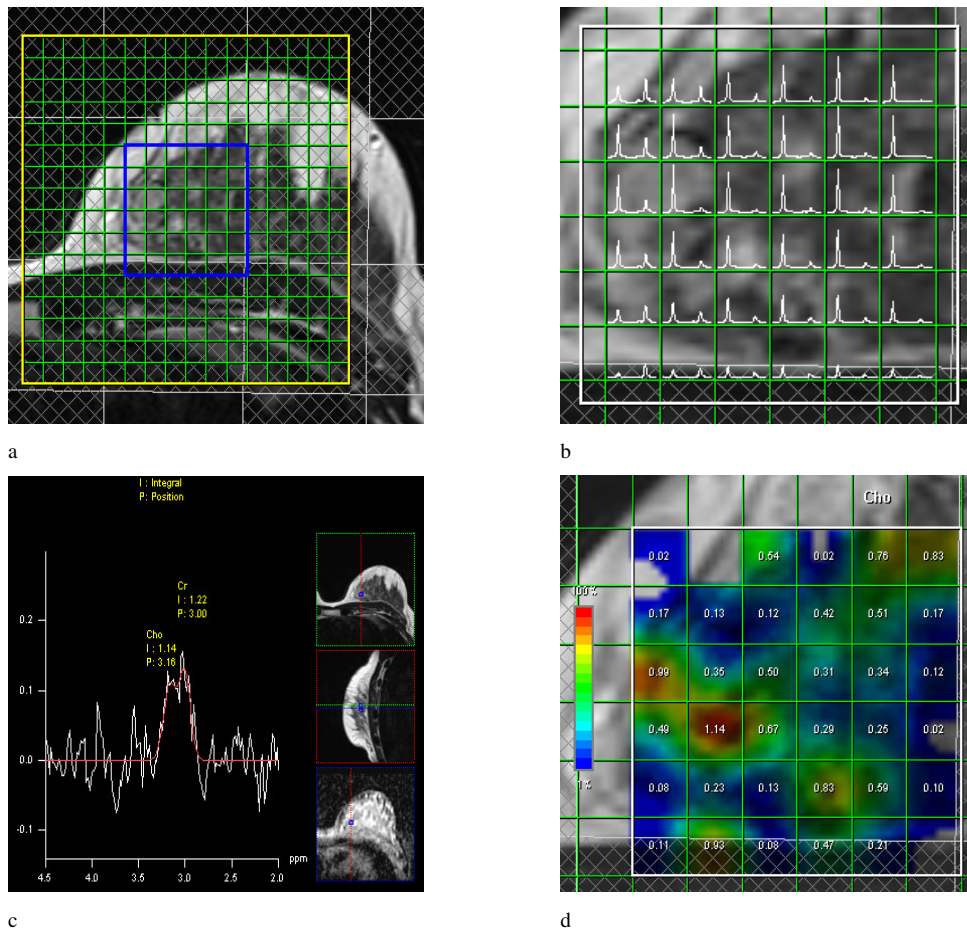 a
b
I : Integral
P: Position
Cr
I : 1.22
P: 3.00
Cho
I : 1.14
P: 3.16
0.2
0.1
0.0
-0.1
ppm
4.5 4.0 3.5 3.0 2.5 2.0
c
Cho
100 %
1 %
0.02 0.54 0.02 0.76 0.83
0.17 0.13 0.12 0.42 0.51 0.17
0.99 0.35 0.50 0.31 0.34 0.12
0.49 1.14 0.67 0.29 0.25 0.02
0.08 0.23 0.13 0.83 0.59 0.10
0.11 0.93 0.08 0.47 0.21
d